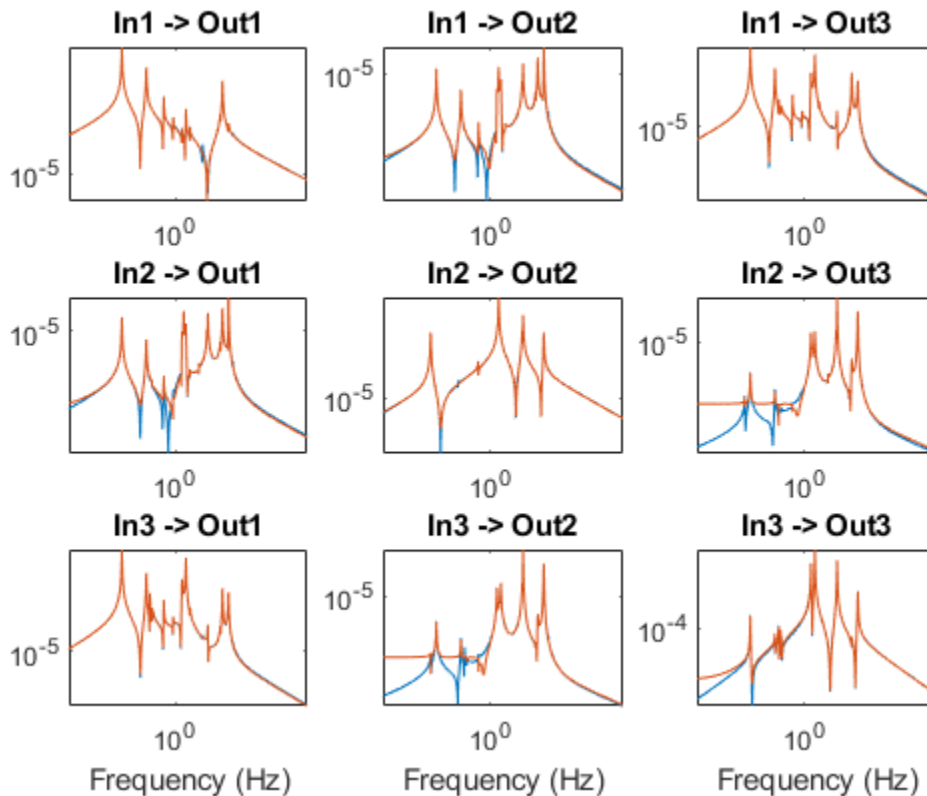 In1 -> Out1
In1 -> Out2
In1 -> Out3
10^-5
10^-5
10^-5
10^0
10^0
10^0
In2 -> Out1
In2 -> Out2
In2 -> Out3
10^-5
10^-5
10^-5
10^0
10^0
10^0
In3 -> Out1
In3 -> Out2
In3 -> Out3
10^-5
10^-5
10^-4
10^0
10^0
10^0
Frequency (Hz)
Frequency (Hz)
Frequency (Hz)